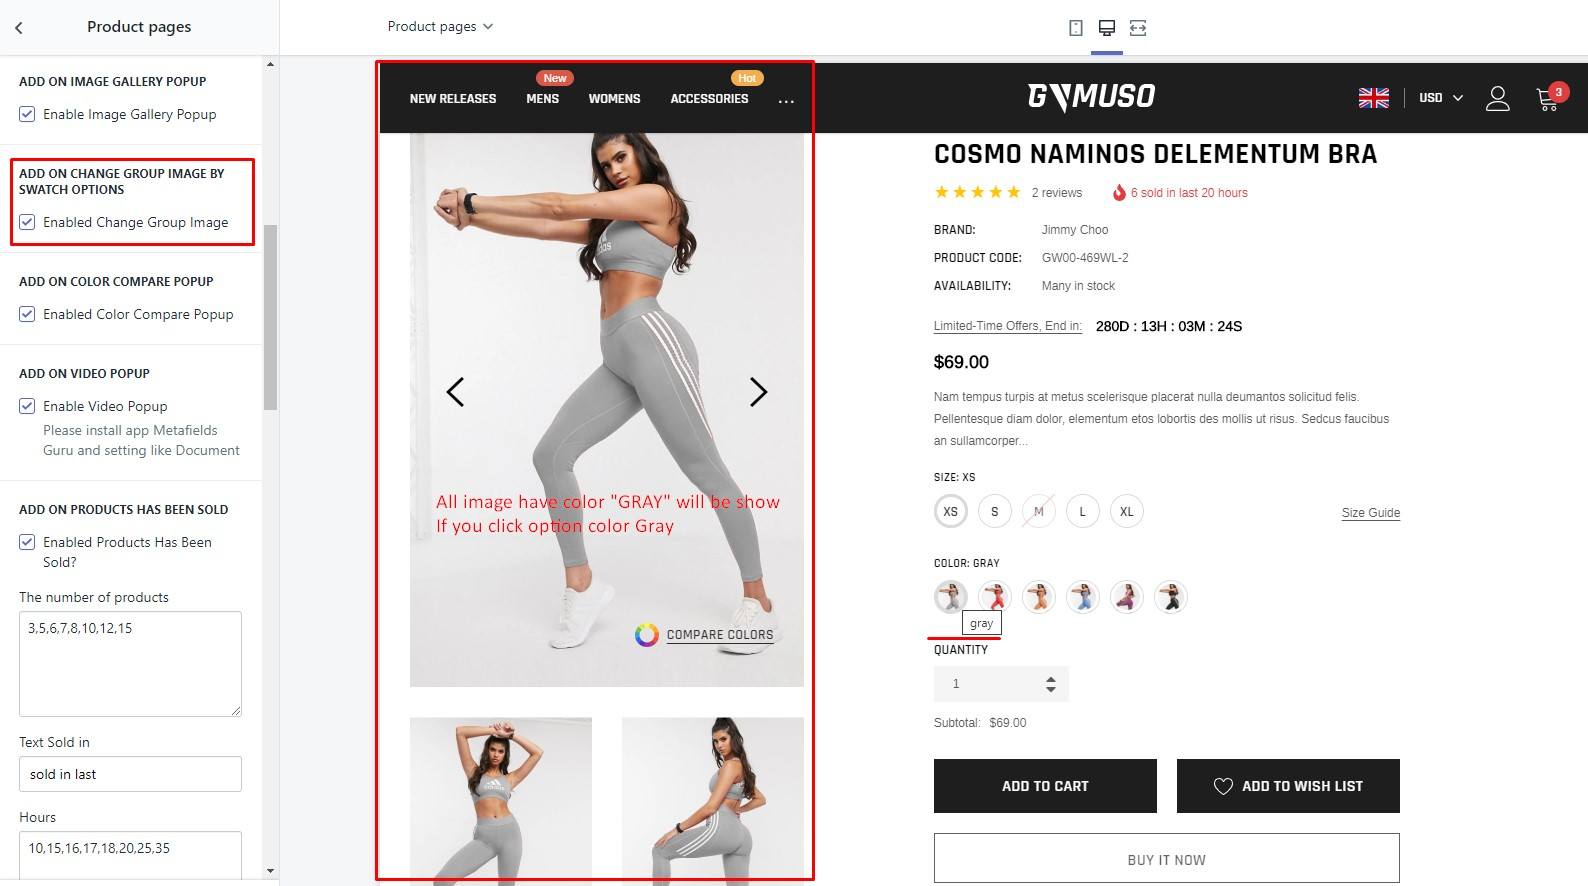 Product pages
ADD ON IMAGE GALLERY POPUP
Enable Image Gallery Popup
ADD ON CHANGE GROUP IMAGE BY
SWATCH OPTIONS
Enabled Change Group Image
ADD ON COLOR COMPARE POPUP
Enabled Color Compare Popup
ADD ON VIDEO POPUP
Enable Video Popup
Please install app Metafields
Guru and setting like Document
ADD ON PRODUCTS HAS BEEN SOLD
Enabled Products Has Been
Sold?
The number of products
3,5,6,7,8,10,12,15
Text Sold in
sold in last
Hours
10,15,16,17,18,20,25,35
Product pages
New
Hot
NEW RELEASES MENS WOMENS ACCESSORIES ...
GYMUSO
USD
3
All image have color "GRAY" will be show
If you click option color Gray
COMPARE COLORS
adidas
COSMO NAMINOS DELEMENTUM BRA
2 reviews 6 sold in last 20 hours
BRAND: Jimmy Choo
PRODUCT CODE: GW00-469WL-2
AVAILABILITY: Many in stock
Limited-Time Offers, End in: 280D : 13H : 03M : 24S
$69.00
Nam tempus turpis at metus scelerisque placerat nulla deumantos solicitud felis.
Pellentesque diam dolor, elementum etos lobortis des mollis ut risus. Sedcus faucibus
an sullamcorper...
SIZE: XS
XS S M L XL
Size Guide
COLOR: GRAY
gray
QUANTITY
1
Subtotal: $69.00
ADD TO CART
ADD TO WISH LIST
BUY IT NOW